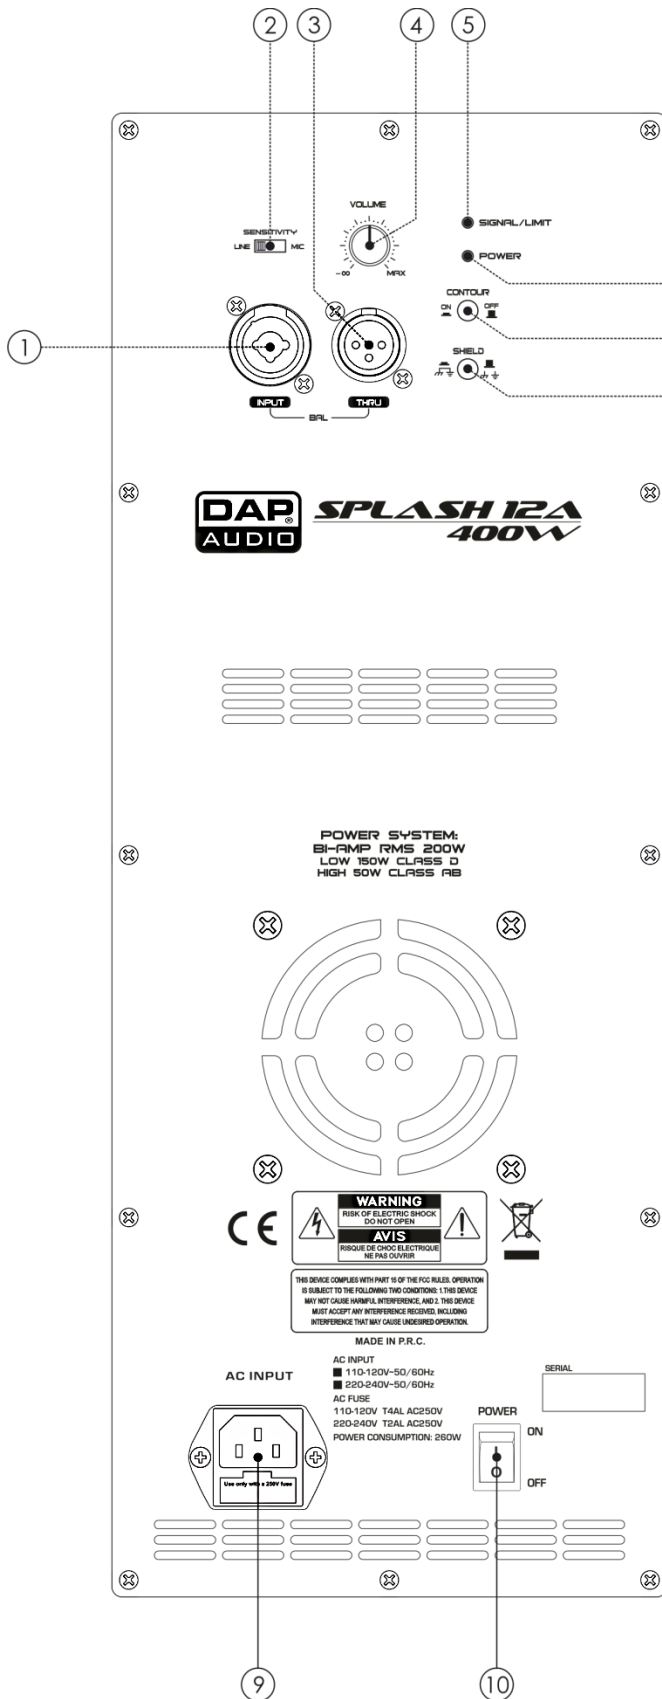 2 3 4 5
VOLUME
SENSITIVITY
LINE MIC
-∞ MAX
SIGNAL/LIMIT
POWER
CONTOUR
ON OFF
SHIELD
1
INPUT THRU
BAL
DAP®
AUDIO
SPLASH 12A
400W
POWER SYSTEM:
BI-AMP RMS 200W
LOW 150W CLASS D
HIGH 50W CLASS AB
CE
WARNING
RISK OF ELECTRIC SHOCK
DO NOT OPEN
AVIS
RISQUE DE CHOC ELECTRIQUE
NE PAS OUVRIR
THIS DEVICE COMPLIES WITH PART 15 OF THE FCC RULES. OPERATION
IS SUBJECT TO THE FOLLOWING TWO CONDITIONS: 1.THIS DEVICE
MAY NOT CAUSE HARMFUL INTERFERENCE, AND 2. THIS DEVICE
MUST ACCEPT ANY INTERFERENCE RECEIVED, INCLUDING
INTERFERENCE THAT MAY CAUSE UNDESIRED OPERATION.
MADE IN P.R.C.
AC INPUT
AC INPUT
110-120V~50/60Hz
220-240V~50/60Hz
AC FUSE
110-120V T4AL AC250V
220-240V T2AL AC250V
POWER CONSUMPTION: 260W
SERIAL
POWER
ON
I
O
OFF
Use only with a 250V fuse
9 10